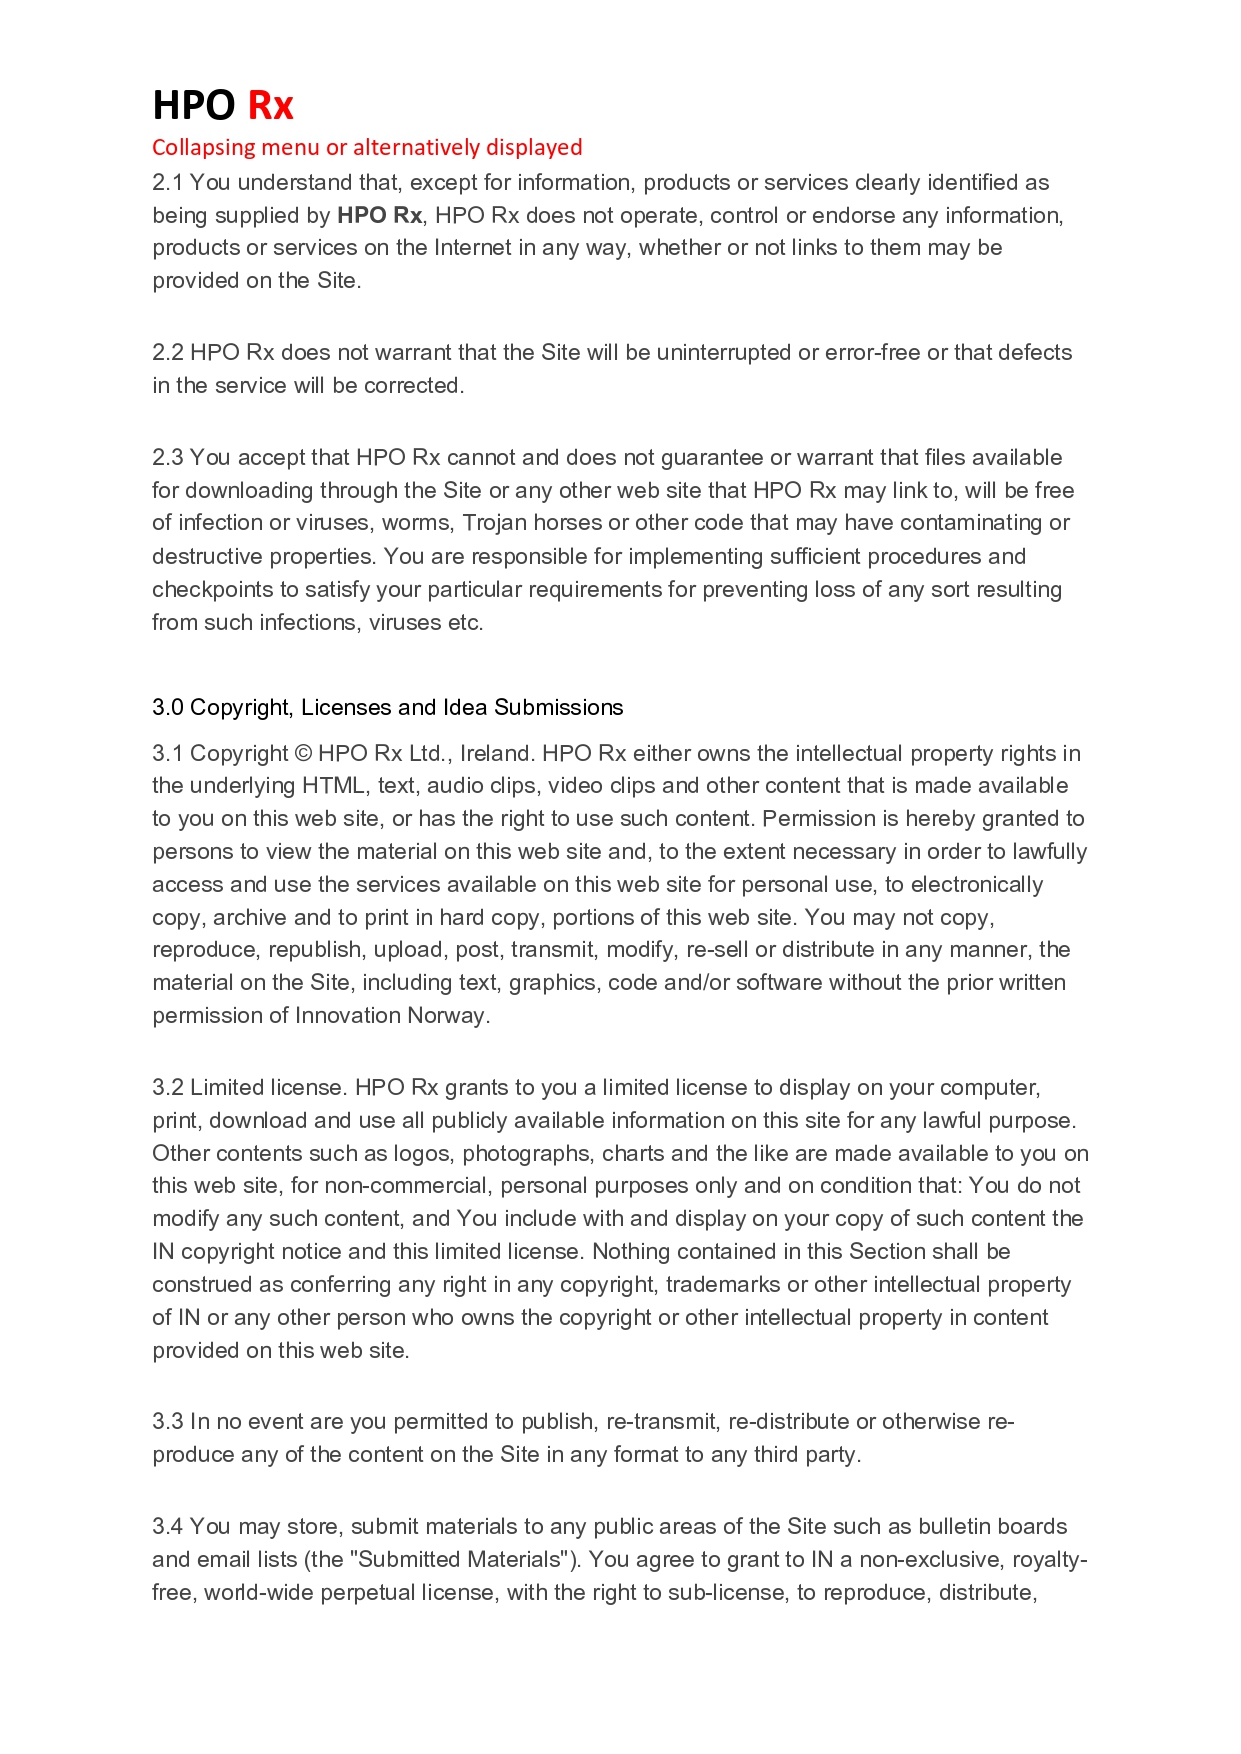 HPO Rx
Collapsing menu or alternatively displayed
2.1 You understand that, except for information, products or services clearly identified as
being supplied by HPO Rx, HPO Rx does not operate, control or endorse any information,
products or services on the Internet in any way, whether or not links to them may be
provided on the Site.
2.2 HPO Rx does not warrant that the Site will be uninterrupted or error-free or that defects
in the service will be corrected.
2.3 You accept that HPO Rx cannot and does not guarantee or warrant that files available
for downloading through the Site or any other web site that HPO Rx may link to, will be free
of infection or viruses, worms, Trojan horses or other code that may have contaminating or
destructive properties. You are responsible for implementing sufficient procedures and
checkpoints to satisfy your particular requirements for preventing loss of any sort resulting
from such infections, viruses etc.
3.0 Copyright, Licenses and Idea Submissions
3.1 Copyright © HPO Rx Ltd., Ireland. HPO Rx either owns the intellectual property rights in
the underlying HTML, text, audio clips, video clips and other content that is made available
to you on this web site, or has the right to use such content. Permission is hereby granted to
persons to view the material on this web site and, to the extent necessary in order to lawfully
access and use the services available on this web site for personal use, to electronically
copy, archive and to print in hard copy, portions of this web site. You may not copy,
reproduce, republish, upload, post, transmit, modify, re-sell or distribute in any manner, the
material on the Site, including text, graphics, code and/or software without the prior written
permission of Innovation Norway.
3.2 Limited license. HPO Rx grants to you a limited license to display on your computer,
print, download and use all publicly available information on this site for any lawful purpose.
Other contents such as logos, photographs, charts and the like are made available to you on
this web site, for non-commercial, personal purposes only and on condition that: You do not
modify any such content, and You include with and display on your copy of such content the
IN copyright notice and this limited license. Nothing contained in this Section shall be
construed as conferring any right in any copyright, trademarks or other intellectual property
of IN or any other person who owns the copyright or other intellectual property in content
provided on this web site.
3.3 In no event are you permitted to publish, re-transmit, re-distribute or otherwise re-
produce any of the content on the Site in any format to any third party.
3.4 You may store, submit materials to any public areas of the Site such as bulletin boards
and email lists (the "Submitted Materials"). You agree to grant to IN a non-exclusive, royalty-
free, world-wide perpetual license, with the right to sub-license, to reproduce, distribute,